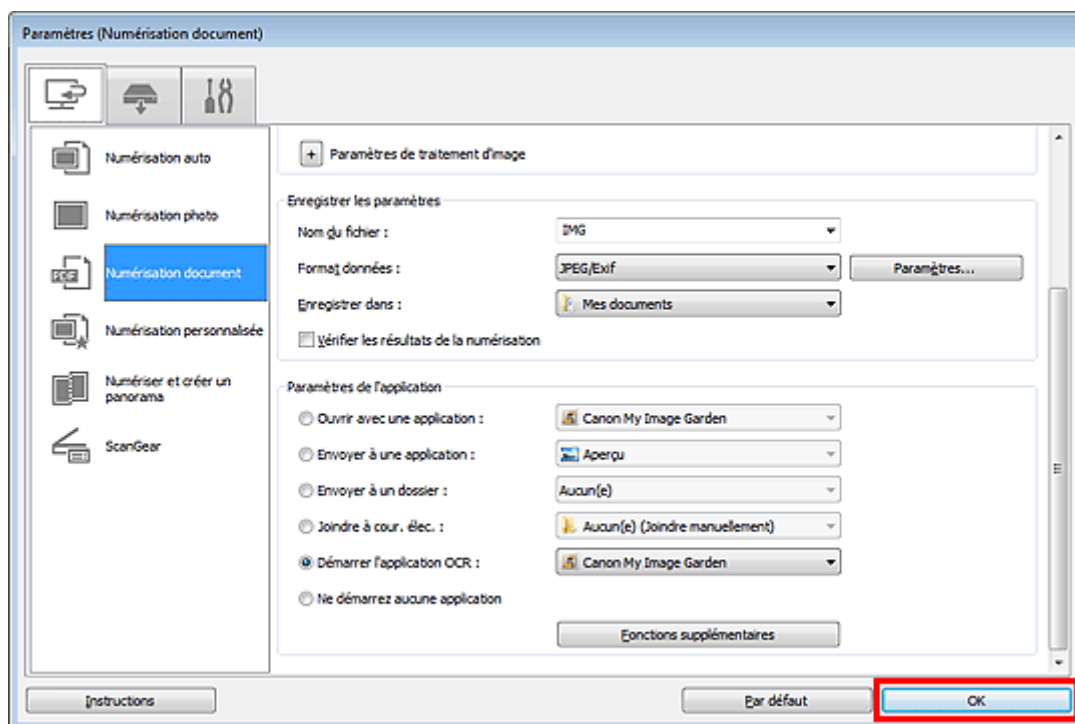 Paramètres (Numérisation document)
Numérisation auto
Numérisation photo
PDF
Numérisation document
Numérisation personnalisée
Numériser et créer un
panorama
ScanGear
+ Paramètres de traitement d'image
Enregistrer les paramètres
Nom du fichier : IMG
Format données : JPEG/Exif Paramètres...
Enregistrer dans : Mes documents
Vérifier les résultats de la numérisation
Paramètres de l'application
Ouvrir avec une application : Canon My Image Garden
Envoyer à une application : Aperçu
Envoyer à un dossier : Aucun(e)
Joindre à cour. élec. : Aucun(e) (Joindre manuellement)
Démarrer l'application OCR : Canon My Image Garden
Ne démarrez aucune application
Fonctions supplémentaires
Instructions Par défaut OK